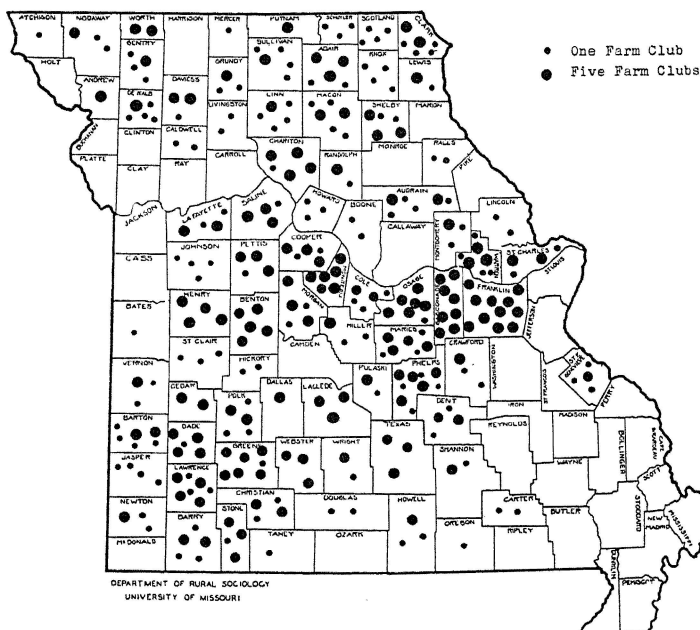 ATCHISON NODAWAY WORTH HARRISON MERCER PUTNAM SCHUYLER SCOTLAND CLARK
One Farm Club
Five Farm Clubs
HOLT GENTRY SULLIVAN ADAIR KNOX LEWIS
ANDREW DE KALB DAVIESS GRUNDY LINN MACON SHELBY MARION
BUCHANAN CLINTON CALDWELL LIVINGSTON CHARITON RANDOLPH MONROE RALLS PIKE
PLATTE CLAY RAY CARROLL HOWARD BOONE AUDRAIN LINCOLN
JACKSON LAFAYETTE SALINE COOPER CALLAWAY MONTGOMERY WARREN ST CHARLES ST LOUIS
CASS JOHNSON PETTIS MONITEAU COLE OSAGE GASCONADE FRANKLIN JEFFERSON
BATES HENRY BENTON MORGAN MILLER MARIES
ST CLAIR HICKORY CAMDEN PULASKI PHELPS CRAWFORD WASHINGTON ST FRANCOIS STE GENEVIEVE PERRY
VERNON CEDAR POLK DALLAS LACLEDE DENT IRON MADISON
BARTON DADE GREENE WEBSTER WRIGHT TEXAS SHANNON REYNOLDS WAYNE BOLLINGER CAPE GIRARDEAU
JASPER LAWRENCE CHRISTIAN DOUGLAS HOWELL CARTER BUTLER STODDARD SCOTT
NEWTON BARRY STONE TANEY OZARK OREGON RIPLEY NEW MADRID MISSISSIPPI
McDONALD DUNKLIN PEMISCOT
DEPARTMENT OF RURAL SOCIOLOGY
UNIVERSITY OF MISSOURI